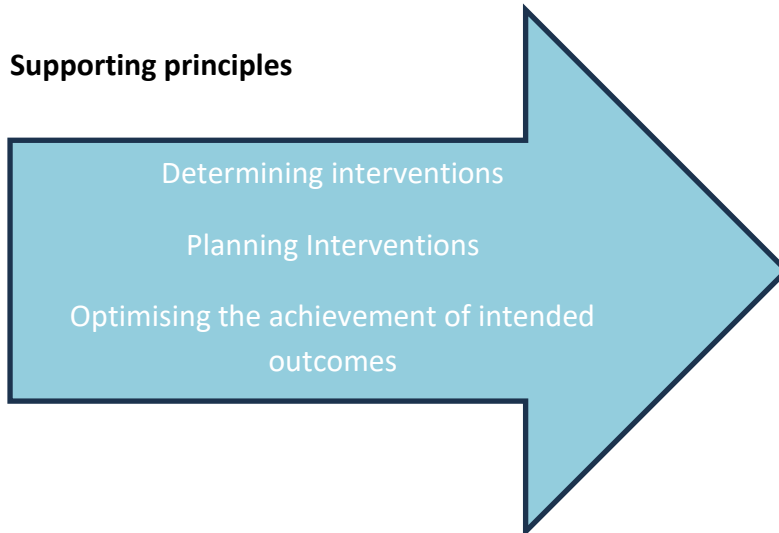 Supporting principles
Determining interventions
Planning Interventions
Optimising the achievement of intended
outcomes